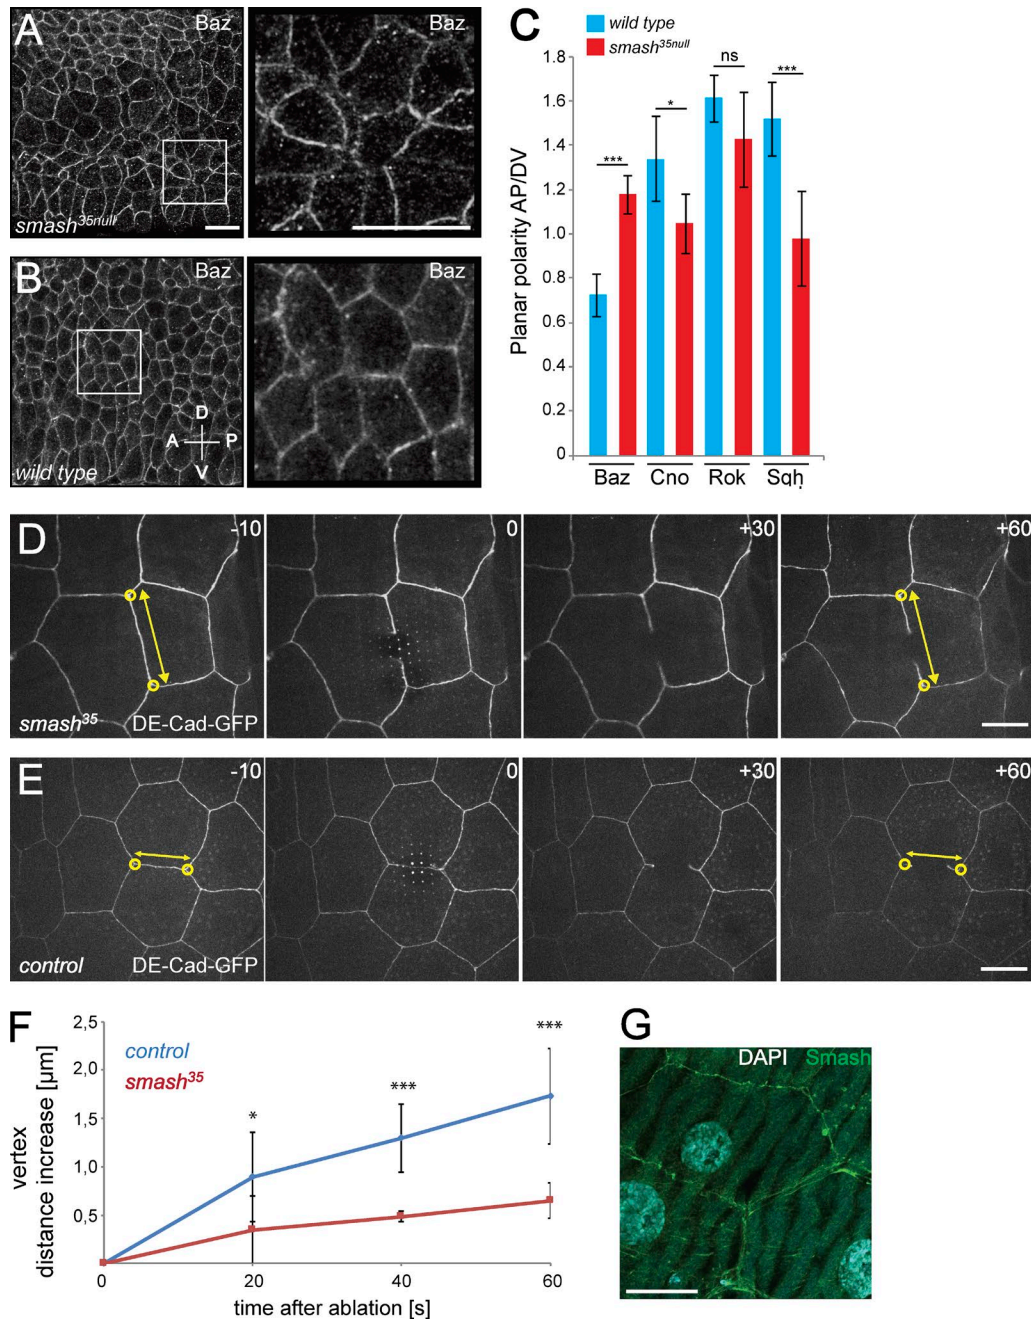 A
Baz
Baz
smash35null
B
Baz
Baz
D
A
P
V
wild type
C
wild type
smash35null
Planar polarity AP/DV
1.8
1.6
1.4
1.2
1.0
0.8
0.6
0.4
0.2
0
***
*
ns
***
Baz
Cno
Rok
Sqh
D
-10
0
+30
+60
smash35
DE-Cad-GFP
E
-10
0
+30
+60
control
DE-Cad-GFP
F
2,5
2,0
1,5
1,0
0,5
0
20
40
60
vertex
distance increase [µm]
time after ablation [s]
control
smash35
*
***
***
G
DAPI
Smash